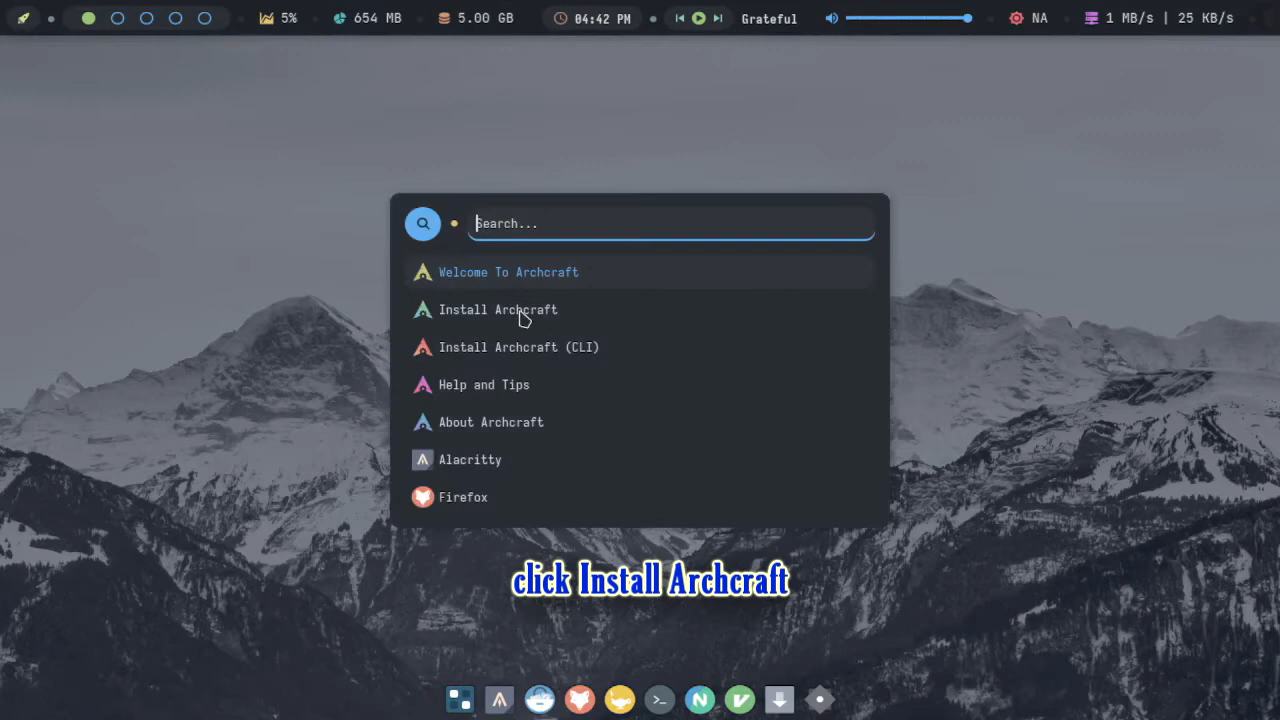 5% 654 MB 5.00 GB 04:42 PM Grateful NA 1 MB/s | 25 KB/s
Search...
Welcome To Archcraft
Install Archcraft
Install Archcraft (CLI)
Help and Tips
About Archcraft
Alacritty
Firefox
click Install Archcraft